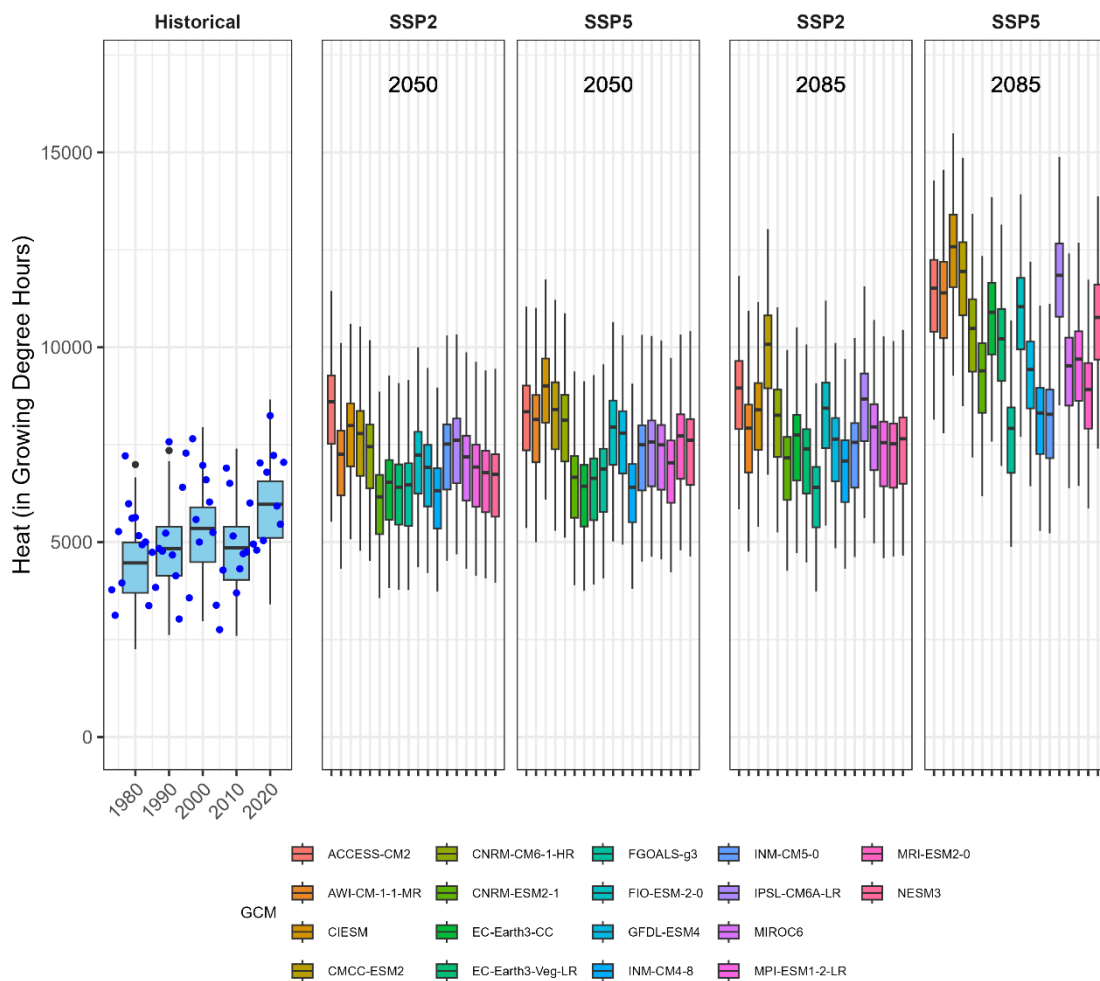 Historical SSP2 SSP5 SSP2 SSP5
2050 2050 2085 2085
Heat (in Growing Degree Hours)
15000
10000
5000
0
1980 1990 2000 2010 2020
GCM
ACCESS-CM2 CNRM-CM6-1-HR FGOALS-g3 INM-CM5-0 MRI-ESM2-0
AWI-CM-1-1-MR CNRM-ESM2-1 FIO-ESM-2-0 IPSL-CM6A-LR NESM3
CIESM EC-Earth3-CC GFDL-ESM4 MIROC6
CMCC-ESM2 EC-Earth3-Veg-LR INM-CM4-8 MPI-ESM1-2-LR